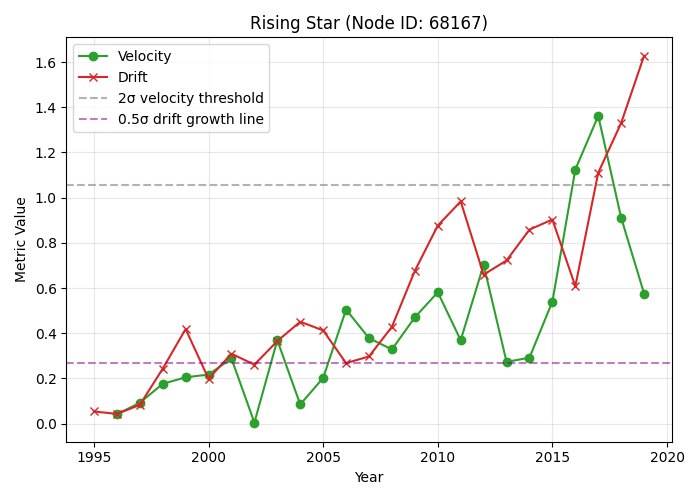 Rising Star (Node ID: 68167)
Velocity
Drift
2σ velocity threshold
0.5σ drift growth line
Metric Value
1.6
1.4
1.2
1.0
0.8
0.6
0.4
0.2
0.0
1995
2000
2005
2010
2015
2020
Year